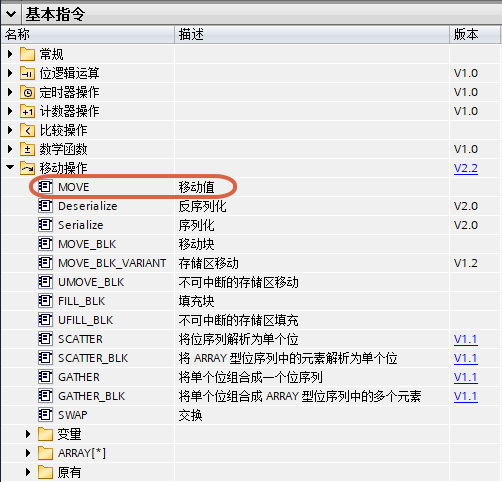 基本指令
名称 描述 版本
常规
位逻辑运算 V1.0
定时器操作 V1.0
+1 计数器操作 V1.0
比较操作
数学函数 V1.0
移动操作 V2.2
MOVE 移动值
Deserialize 反序列化 V2.0
Serialize 序列化 V2.0
MOVE_BLK 移动块
MOVE_BLK_VARIANT 存储区移动 V1.2
UMOVE_BLK 不可中断的存储区移动
FILL_BLK 填充块
UFILL_BLK 不可中断的存储区填充
SCATTER 将位序列解析为单个位 V1.1
SCATTER_BLK 将 ARRAY 型位序列中的元素解析为单个位 V1.1
GATHER 将单个位组合成一个位序列 V1.1
GATHER_BLK 将单个位组合成 ARRAY 型位序列中的多个元素 V1.1
SWAP 交换
变量
ARRAY[*]
原有